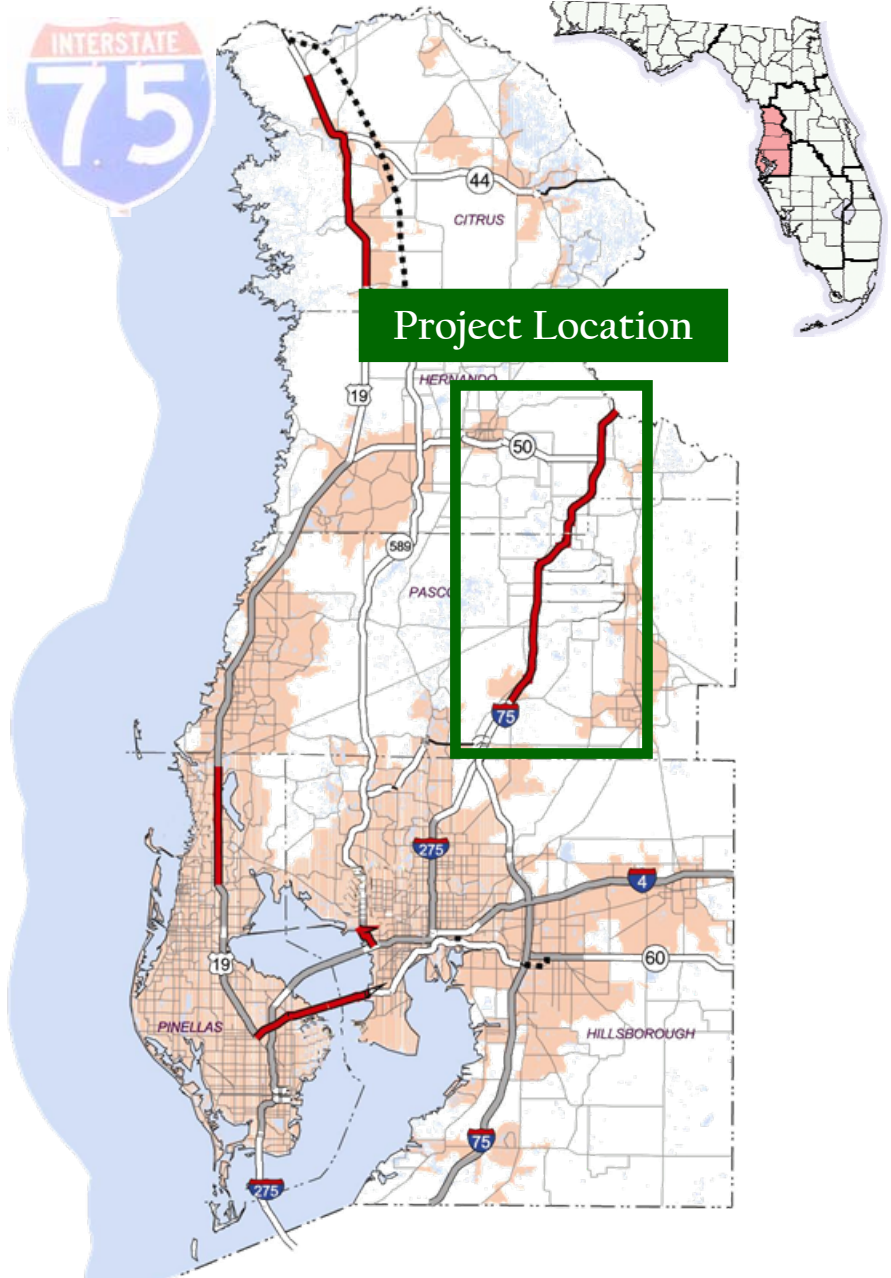 INTERSTATE
75
44
CITRUS
Project Location
HERNANDO
19
50
589
PASCO
75
275
4
19
60
PINELLAS
HILLSBOROUGH
75
275